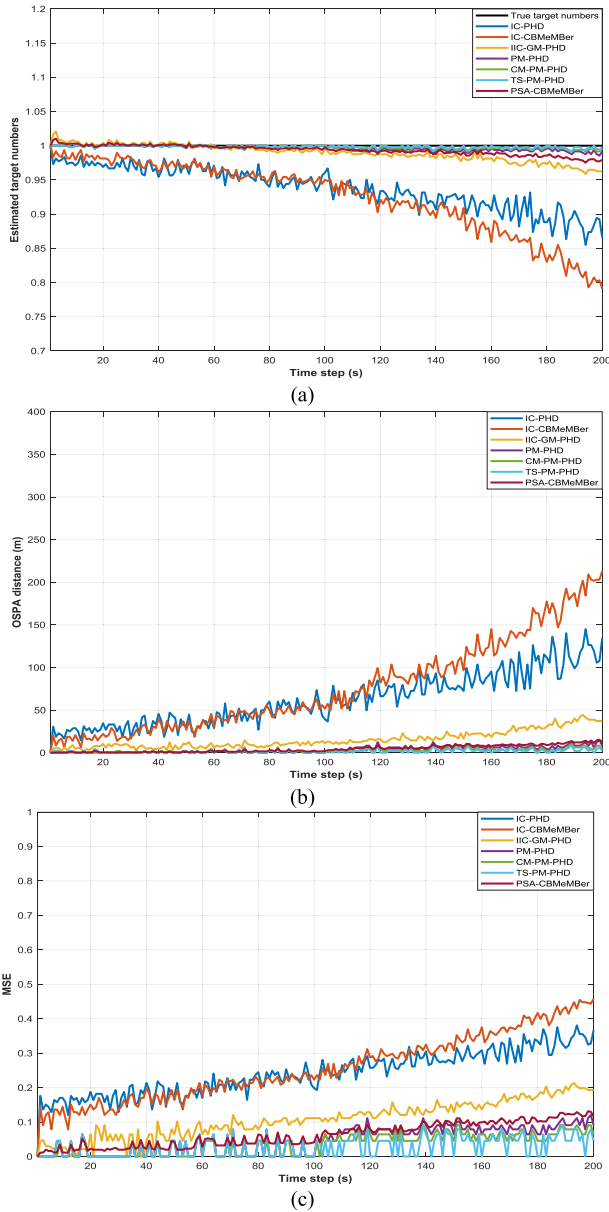 1.2
1.15
1.1
1.05
1
0.95
0.9
0.85
0.8
0.75
0.7
Estimated target numbers
True target numbers
IC-PHD
IC-CBMeMBer
IIC-GM-PHD
PM-PHD
CM-PM-PHD
TS-PM-PHD
PSA-CBMeMBer
20 40 60 80 100 120 140 160 180 200
Time step (s)
(a)
400
350
300
250
200
150
100
50
0
OSPA distance (m)
IC-PHD
IC-CBMeMBer
IIC-GM-PHD
PM-PHD
CM-PM-PHD
TS-PM-PHD
PSA-CBMeMBer
20 40 60 80 100 120 140 160 180 200
Time step (s)
(b)
1
0.9
0.8
0.7
0.6
0.5
0.4
0.3
0.2
0.1
0
MSE
IC-PHD
IC-CBMeMBer
IIC-GM-PHD
PM-PHD
CM-PM-PHD
TS-PM-PHD
PSA-CBMeMBer
20 40 60 80 100 120 140 160 180 200
Time step (s)
(c)